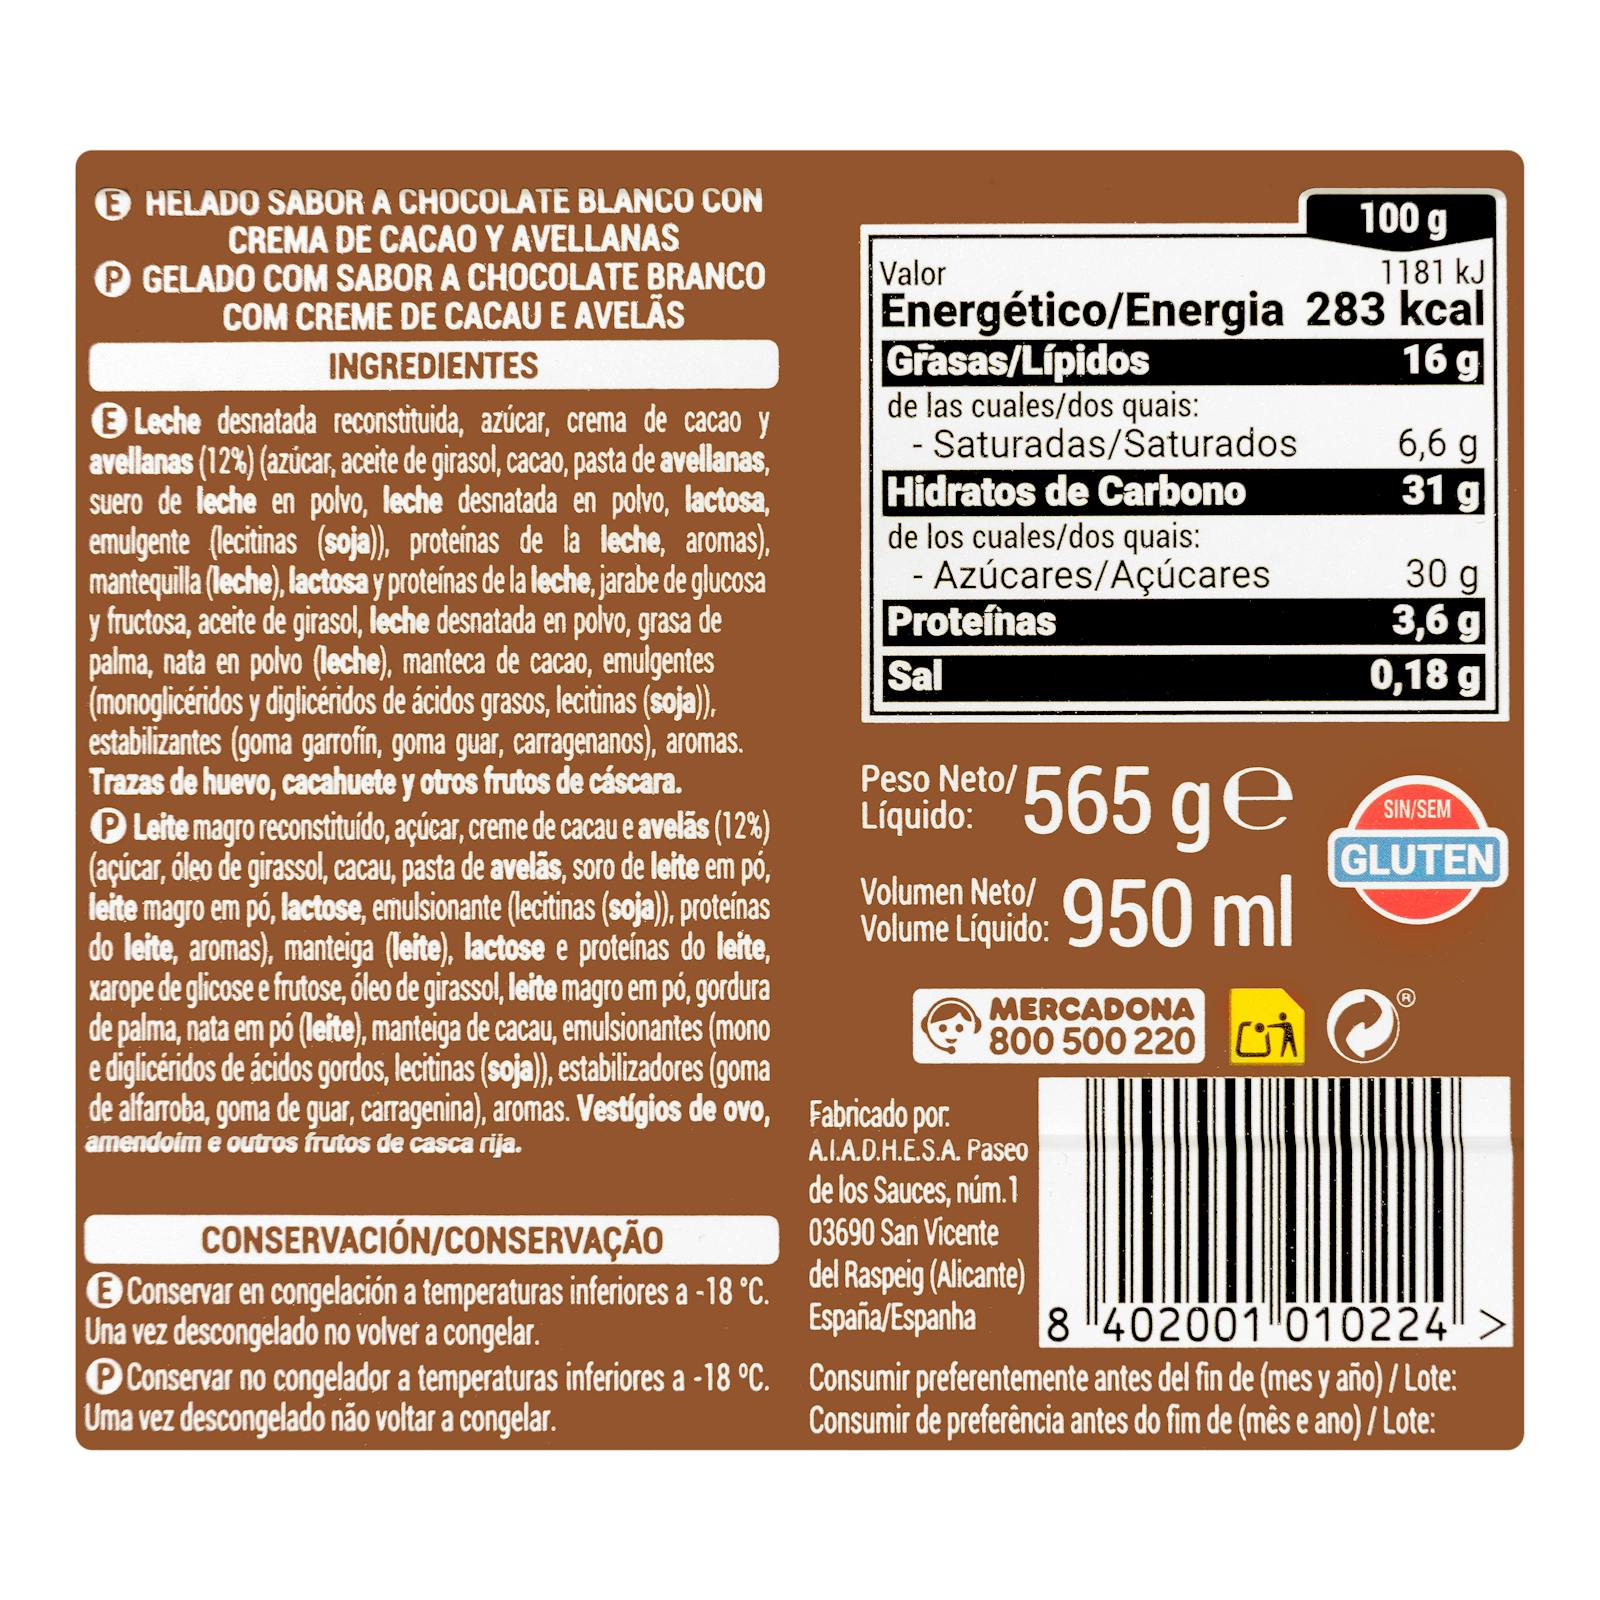 E HELADO SABOR A CHOCOLATE BLANCO CON
CREMA DE CACAO Y AVELLANAS
P GELADO COM SABOR A CHOCOLATE BRANCO
COM CREME DE CACAU E AVELÃS
INGREDIENTES
E Leche desnatada reconstituida, azúcar, crema de cacao y
avellanas (12%) (azúcar, aceite de girasol, cacao, pasta de avellanas,
suero de leche en polvo, leche desnatada en polvo, lactosa,
emulgente (lecitinas (soja)), proteínas de la leche, aromas),
mantequilla (leche), lactosa y proteínas de la leche, jarabe de glucosa
y fructosa, aceite de girasol, leche desnatada en polvo, grasa de
palma, nata en polvo (leche), manteca de cacao, emulgentes
(monoglicéridos y diglicéridos de ácidos grasos, lecitinas (soja)),
estabilizantes (goma garrofín, goma guar, carragenanos), aromas.
Trazas de huevo, cacahuete y otros frutos de cáscara.
P Leite magro reconstituído, açúcar, creme de cacau e avelãs (12%)
(açúcar, óleo de girassol, cacau, pasta de avelãs, soro de leite em pó,
leite magro em pó, lactose, emulsionante (lecitinas (soja)), proteínas
do leite, aromas), manteiga (leite), lactose e proteínas do leite,
xarope de glicose e frutose, óleo de girassol, leite magro em pó, gordura
de palma, nata em pó (leite), manteiga de cacau, emulsionantes (mono
e diglicéridos de ácidos gordos, lecitinas (soja)), estabilizadores (goma
de alfarroba, goma de guar, carragenina), aromas. Vestígios de ovo,
amendoim e outros frutos de casca rija.
CONSERVACIÓN/CONSERVAÇÃO
E Conservar en congelación a temperaturas inferiores a -18 °C.
Una vez descongelado no volver a congelar.
P Conservar no congelador a temperaturas inferiores a -18 ºC.
Uma vez descongelado não voltar a congelar.
100 g
Valor 1181 kJ
Energético/Energia 283 kcal
Grasas/Lípidos 16 g
de las cuales/dos quais:
- Saturadas/Saturados 6,6 g
Hidratos de Carbono 31 g
de los cuales/dos quais:
- Azúcares/Açúcares 30 g
Proteínas 3,6 g
Sal 0,18 g
Peso Neto/
Líquido: 565 g e
Volumen Neto/
Volume Líquido: 950 ml
SIN/SEM
GLUTEN
MERCADONA
800 500 220
®
Fabricado por:
A.I.A.D.H.E.S.A. Paseo
de los Sauces, núm.1
03690 San Vicente
del Raspeig (Alicante)
España/Espanha
8 402001 010224 >
Consumir preferentemente antes del fin de (mes y año) / Lote:
Consumir de preferência antes do fim de (mês e ano) / Lote: